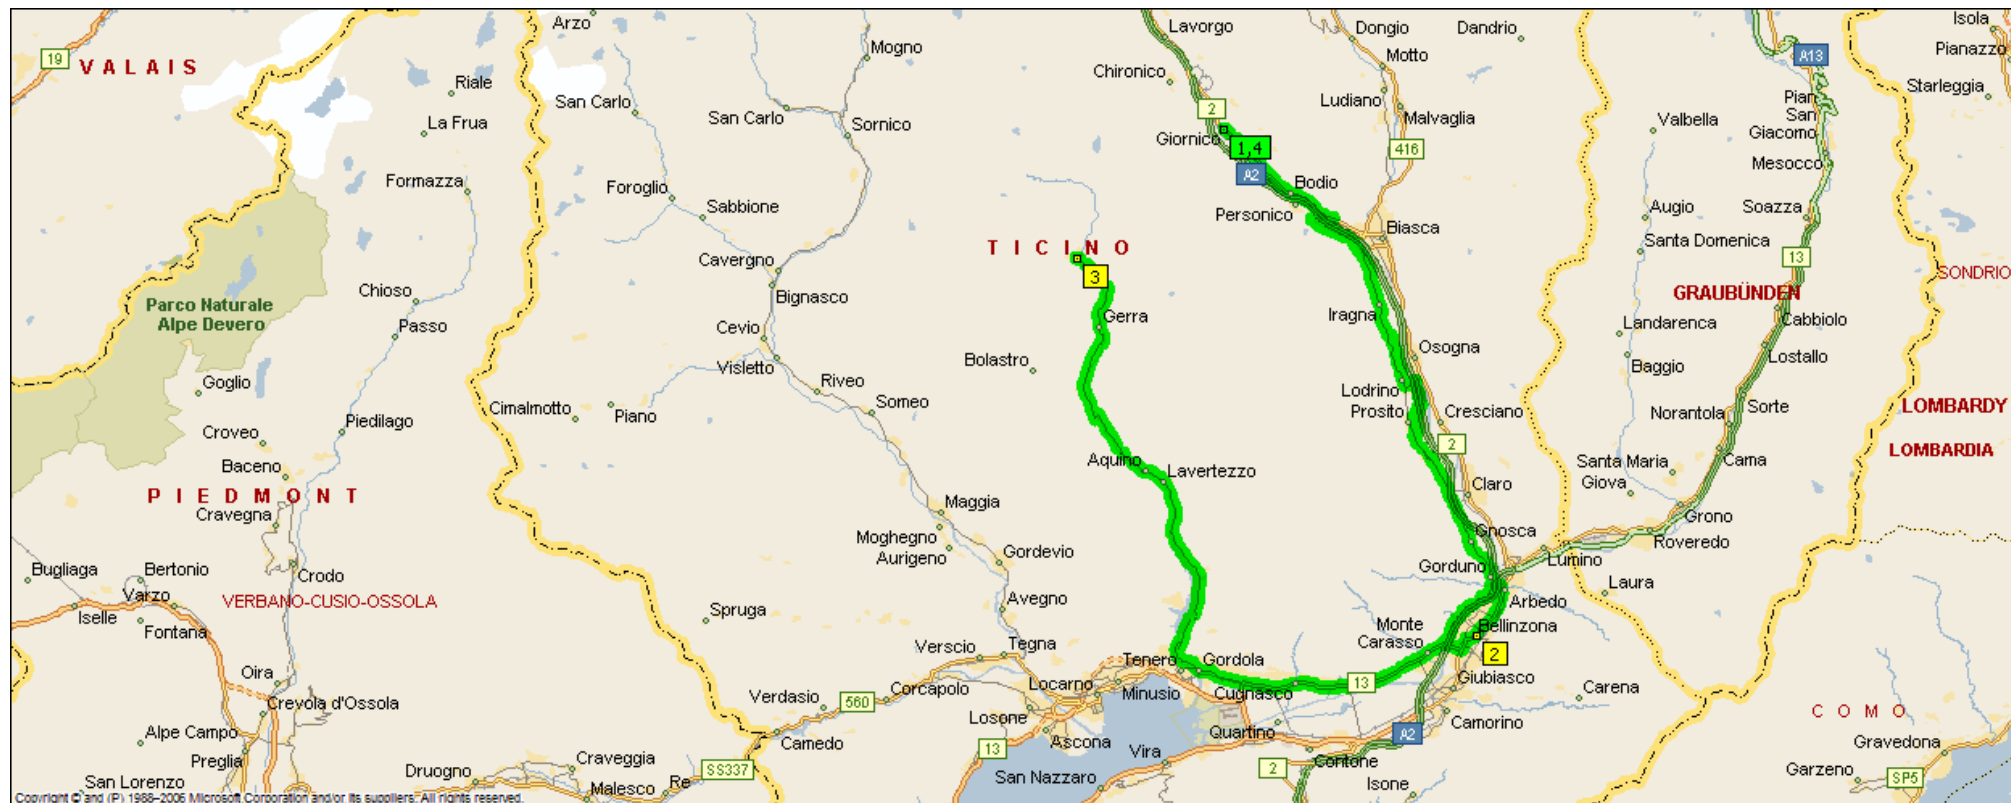 Arzo
Lavorgo
Dongio
Dandrio
Isola
Mogno
Pianazzo
19
VALAIS
Motto
A13
Chironico
Riale
San Carlo
Ludiano
Starleggia
Pian
San
Giacomo
2
Malvaglia
San Carlo
Sornico
Valbella
La Frua
Giornico
1,4
416
Mesocco
A2
Formazza
Foroglio
Bodio
Sabbione
Personico
Augio
Soazza
Biasca
TICINO
Santa Domenica
13
SONDRIO
Cavergno
3
Chioso
Bignasco
GRAUBÜNDEN
Parco Naturale
Alpe Devero
Iragna
Passo
Cevio
Gerra
Landarenca
Cabbiolo
Osogna
Bolastro
Visletto
Lostallo
Baggio
Goglio
Riveo
Lodrino
Cimalmotto
Piano
Someo
Prosito
Cresciano
Norantola
Sorte
LOMBARDY
Piedilago
Croveo
2
LOMBARDIA
Baceno
Aquino
Lavertezzo
Santa Maria
Cama
Giova
PIEDMONT
Claro
Cravegna
Maggia
Grono
Moghegno
Gnosca
Aurigeno
Gordevio
Roveredo
Bugliaga
Bertonio
Crodo
Gorduno
Lumino
Laura
Varzo
VERBANO-CUSIO-OSSOLA
Iselle
Spruga
Avegno
Arbedo
Fontana
Monte
Carasso
Bellinzona
Verscio
Tegna
2
Oira
Tenero
Gordola
Locarno
Minusio
Cugnasco
13
Giubiasco
Carena
Verdasio
560
Corcapolo
Crevola d'Ossola
Losone
Camorino
COMO
Alpe Campo
Camedo
Ascona
Quartino
A2
Gravedona
Preglia
13
Vira
Craveggia
Contone
Druogno
SS337
2
Garzeno
SP5
San Lorenzo
Malesco
Re
San Nazzaro
Isone
Copyright © and (P) 1988–2006 Microsoft Corporation and/or its suppliers. All rights reserved.